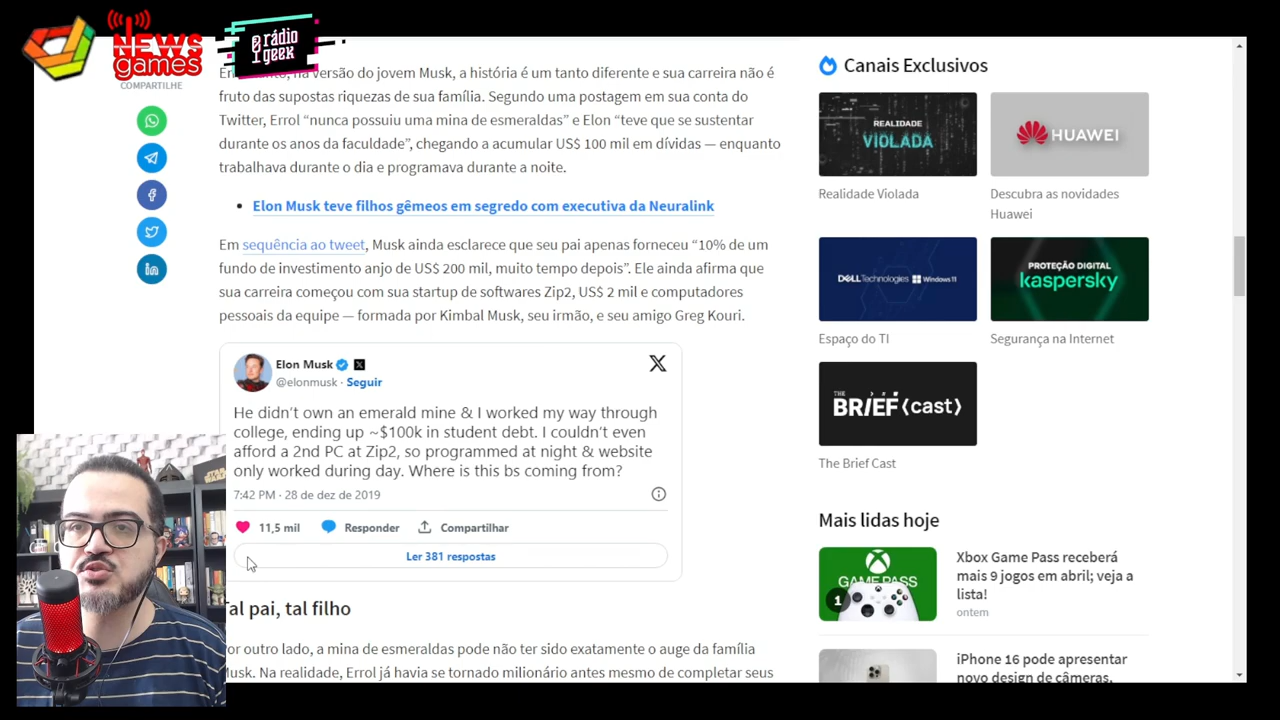 NEWS
games
rádio
geek
COMPARTILHE
versão do jovem Musk, a história é um tanto diferente e sua carreira não é
fruto das supostas riquezas de sua família. Segundo uma postagem em sua conta do
Twitter, Errol “nunca possuiu uma mina de esmeraldas” e Elon “teve que se sustentar
durante os anos da faculdade”, chegando a acumular US$ 100 mil em dívidas — enquanto
trabalhava durante o dia e programava durante a noite.
• Elon Musk teve filhos gêmeos em segredo com executiva da Neuralink
Em sequência ao tweet, Musk ainda esclarece que seu pai apenas forneceu “10% de um
fundo de investimento anjo de US$ 200 mil, muito tempo depois”. Ele ainda afirma que
sua carreira começou com sua startup de softwares Zip2, US$ 2 mil e computadores
pessoais da equipe — formada por Kimbal Musk, seu irmão, e seu amigo Greg Kouri.
Elon Musk
@elonmusk · Seguir
He didn’t own an emerald mine & I worked my way through
college, ending up ~$100k in student debt. I couldn’t even
afford a 2nd PC at Zip2, so programmed at night & website
only worked during day. Where is this bs coming from?
7:42 PM · 28 de dez de 2019
11,5 mil Responder Compartilhar
Ler 381 respostas
Tal pai, tal filho
Por outro lado, a mina de esmeraldas pode não ter sido exatamente o auge da família
Musk. Na realidade, Errol já havia se tornado milionário antes mesmo de completar seus
Canais Exclusivos
REALIDADE
VIOLADA
HUAWEI
Realidade Violada
Descubra as novidades
Huawei
DELL Technologies Windows 11
PROTEÇÃO DIGITAL
kaspersky
Espaço do TI
Segurança na Internet
THE
BRIEF (cast)
The Brief Cast
Mais lidas hoje
GAME PASS
1
Xbox Game Pass receberá
mais 9 jogos em abril; veja a
lista!
ontem
iPhone 16 pode apresentar
novo design de câmeras,